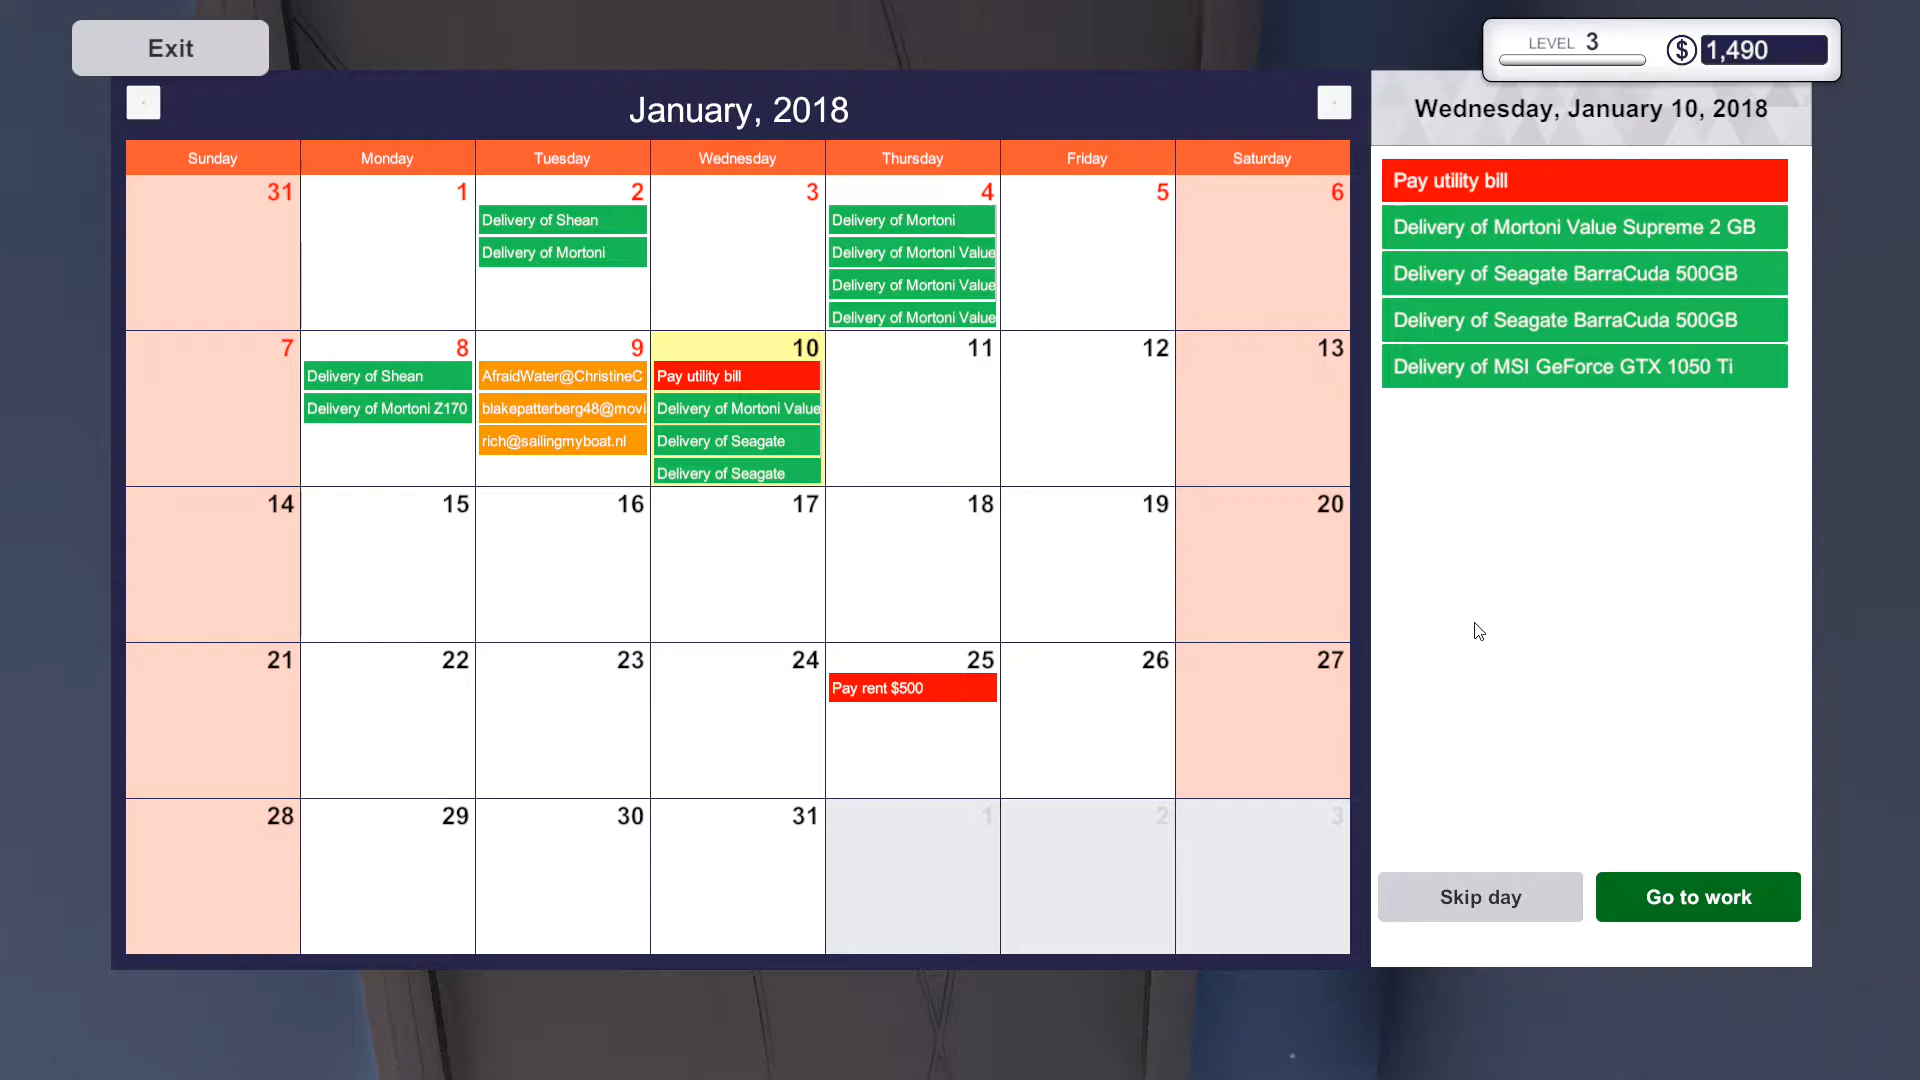 Exit
LEVEL 3
$ 1,490
January, 2018
Wednesday, January 10, 2018
Sunday Monday Tuesday Wednesday Thursday Friday Saturday
31 1 2 3 4 5 6
Delivery of Shean
Delivery of Mortoni
Delivery of Mortoni
Delivery of Mortoni Value
Delivery of Mortoni Value
Delivery of Mortoni Value
7 8 9 10 11 12 13
Delivery of Shean
Delivery of Mortoni Z170
AfraidWater@ChristineC
blakepatterberg48@movi
rich@sailingmyboat.nl
Pay utility bill
Delivery of Mortoni Value
Delivery of Seagate
Delivery of Seagate
14 15 16 17 18 19 20
21 22 23 24 25 26 27
Pay rent $500
28 29 30 31 1 2 3
Pay utility bill
Delivery of Mortoni Value Supreme 2 GB
Delivery of Seagate BarraCuda 500GB
Delivery of Seagate BarraCuda 500GB
Delivery of MSI GeForce GTX 1050 Ti
Skip day
Go to work